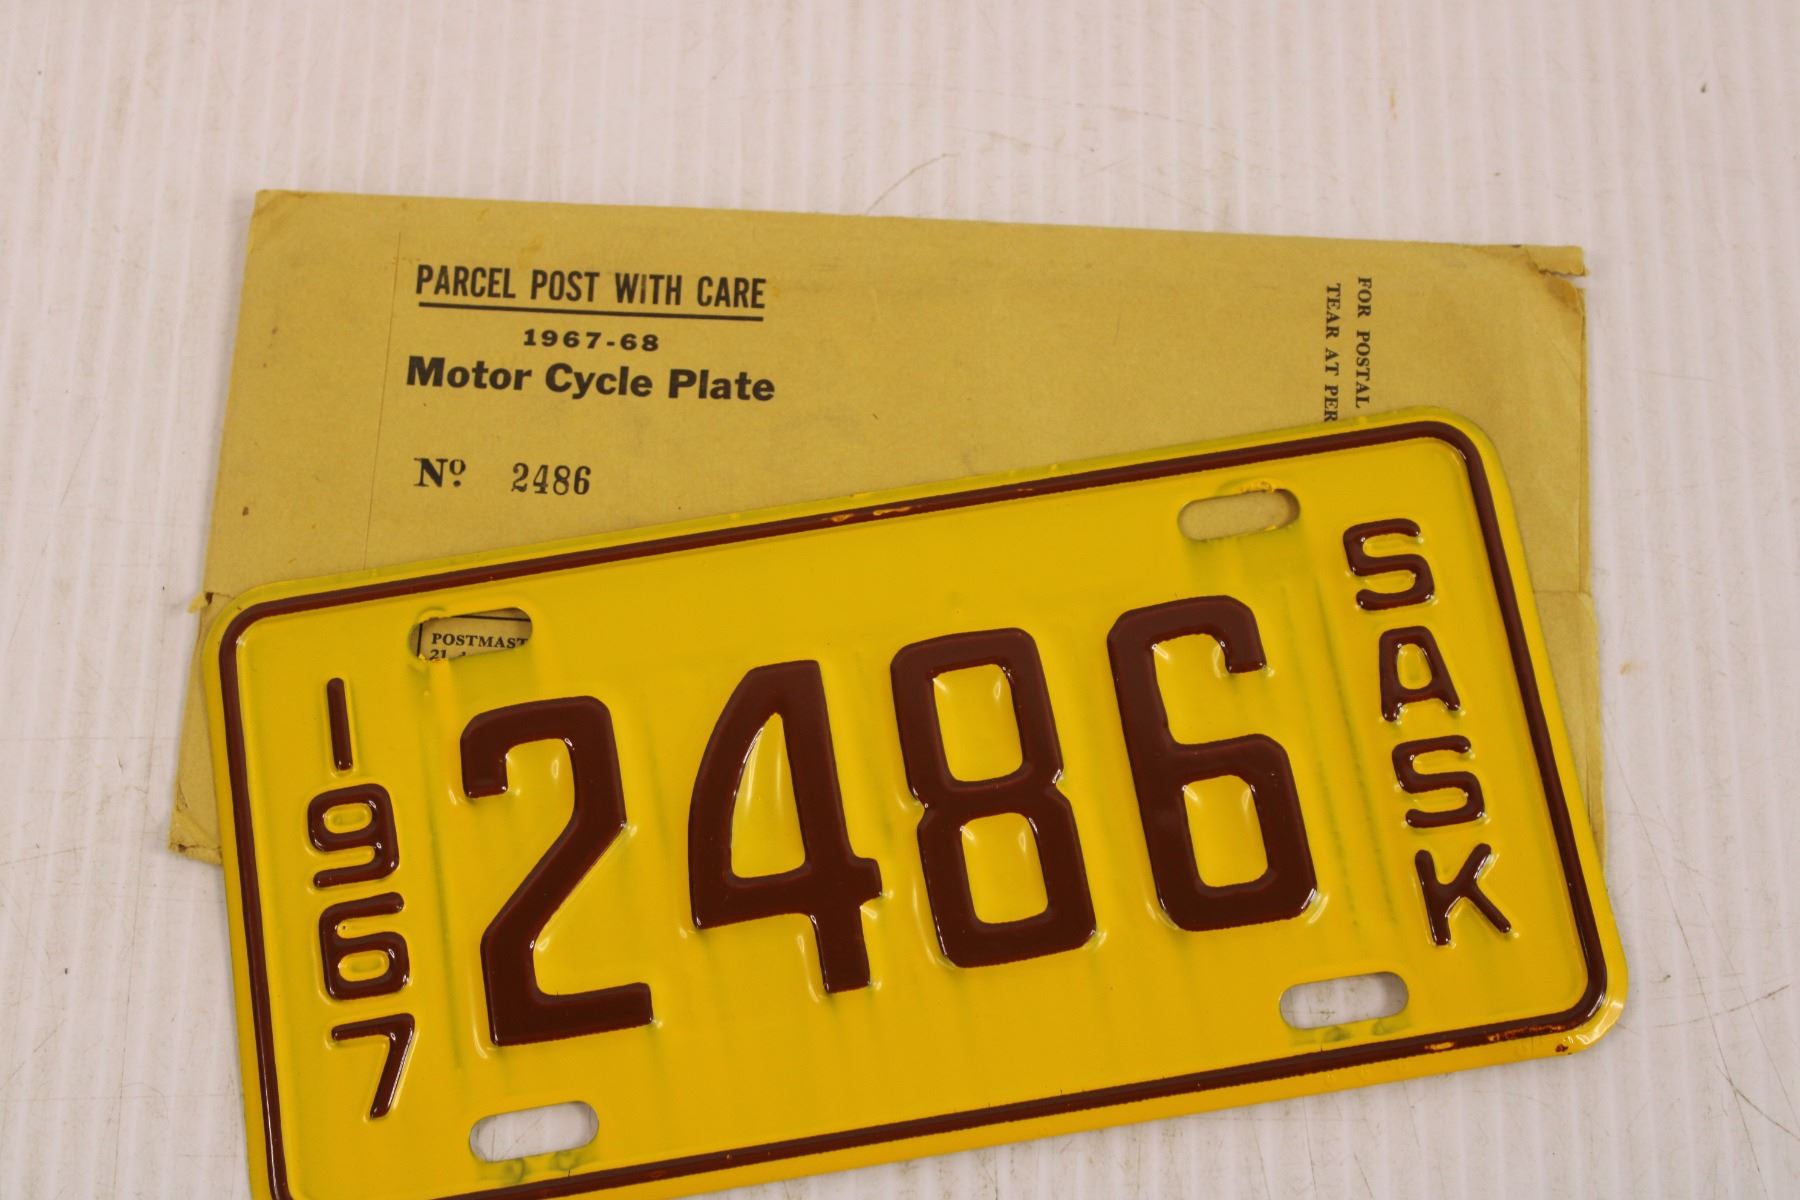 PARCEL POST WITH CARE
1967-68
Motor Cycle Plate
Nº 2486
FOR POSTAL
TEAR AT
POSTMAST
21
1967
2486
SASK